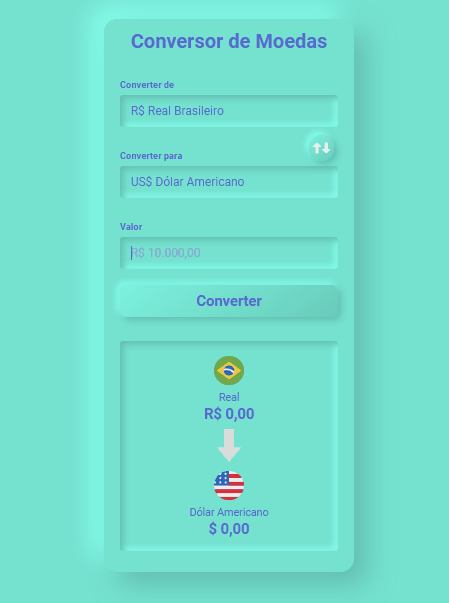 Conversor de Moedas
Converter de
R$ Real Brasileiro
Converter para
US$ Dólar Americano
Valor
R$ 10.000,00
Converter
Real
R$ 0,00
Dólar Americano
$ 0,00